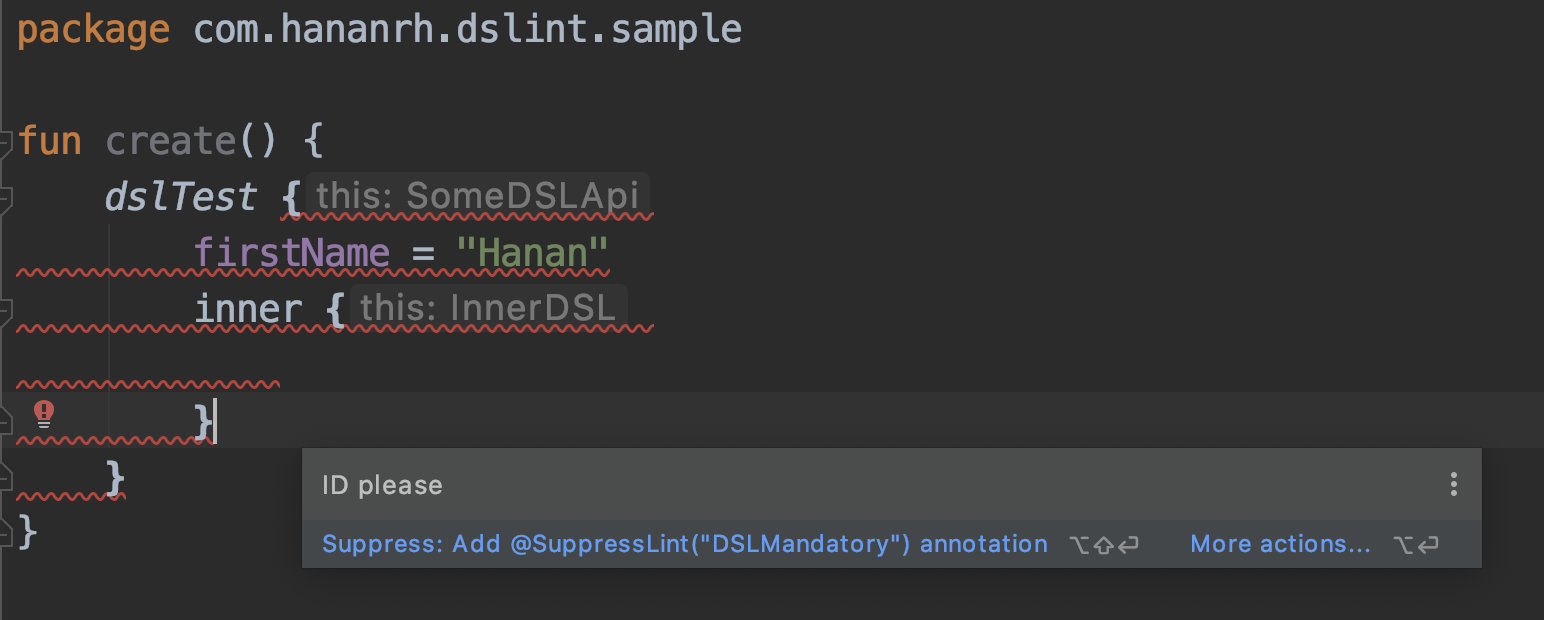 package com.hananrh.dslint.sample
fun create() {
dslTest { this: SomeDSLApi
firstName = "Hanan"
inner { this: InnerDSL
}
}
}
ID please
Suppress: Add @SuppressLint("DSLMandatory") annotation ⌥⇧⏎ More actions... ⌥⏎